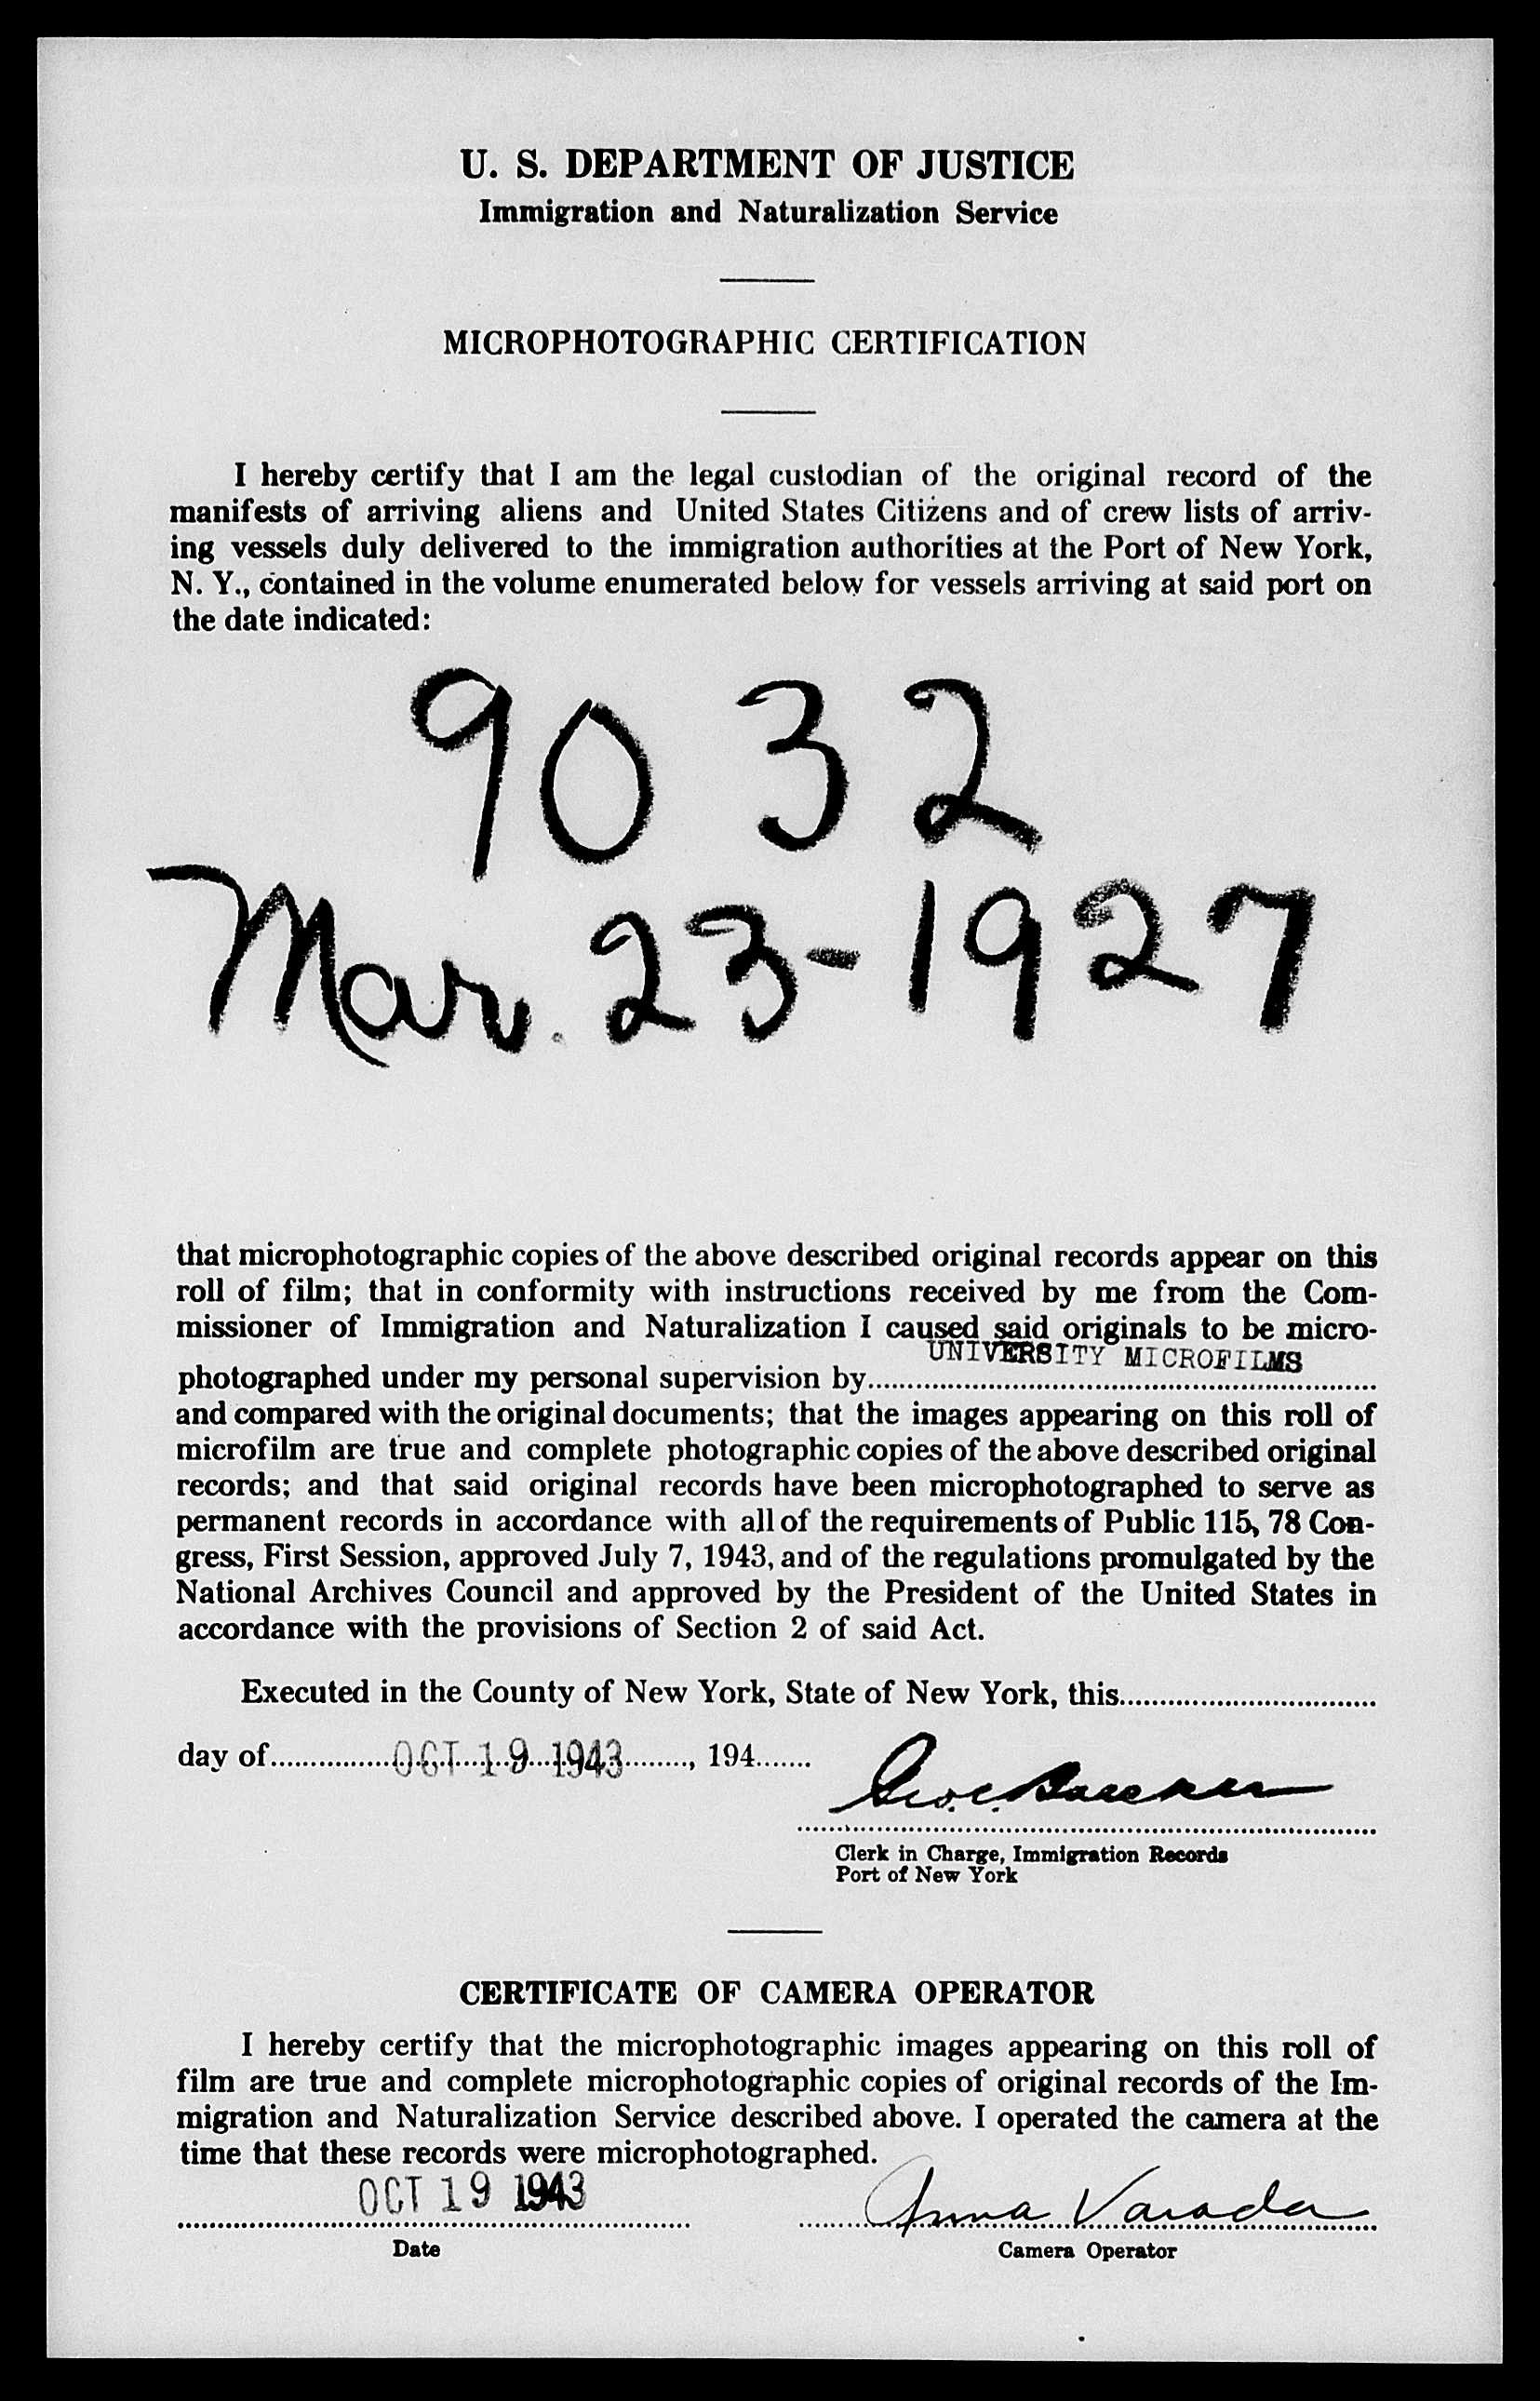 U. S. DEPARTMENT OF JUSTICE
Immigration and Naturalization Service
MICROPHOTOGRAPHIC CERTIFICATION
I hereby certify that I am the legal custodian of the original record of the
manifests of arriving aliens and United States Citizens and of crew lists of arriv-
ing vessels duly delivered to the immigration authorities at the Port of New York,
N. Y., contained in the volume enumerated below for vessels arriving at said port on
the date indicated:
9032
Mar. 23-1927
that microphotographic copies of the above described original records appear on this
roll of film; that in conformity with instructions received by me from the Com-
missioner of Immigration and Naturalization I caused said originals to be micro-
UNIVERSITY MICROFILMS
photographed under my personal supervision by
and compared with the original documents; that the images appearing on this roll of
microfilm are true and complete photographic copies of the above described original
records; and that said original records have been microphotographed to serve as
permanent records in accordance with all of the requirements of Public 115, 78 Con-
gress, First Session, approved July 7, 1943, and of the regulations promulgated by the
National Archives Council and approved by the President of the United States in
accordance with the provisions of Section 2 of said Act.
Executed in the County of New York, State of New York, this
day of OCT 19 1943, 194
Clerk in Charge, Immigration Records
Port of New York
CERTIFICATE OF CAMERA OPERATOR
I hereby certify that the microphotographic images appearing on this roll of
film are true and complete microphotographic copies of original records of the Im-
migration and Naturalization Service described above. I operated the camera at the
time that these records were microphotographed.
OCT 19 1943 Anna Varada
Date Camera Operator